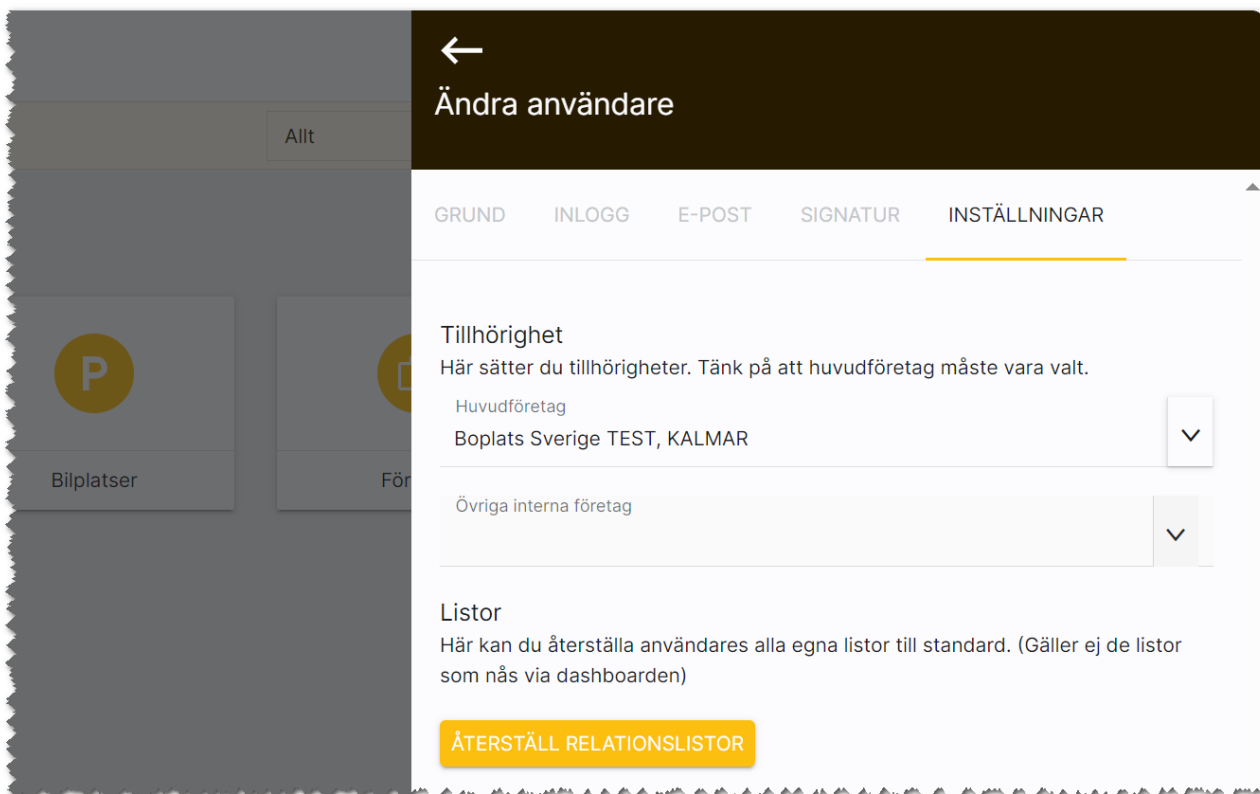 Ändra användare
Allt
GRUND INLOGG E-POST SIGNATUR INSTÄLLNINGAR
Tillhörighet
Här sätter du tillhörigheter. Tänk på att huvudföretag måste vara valt.
Huvudföretag
Boplats Sverige TEST, KALMAR
P
Bilplatser
För
Övriga interna företag
Listor
Här kan du återställa användares alla egna listor till standard. (Gäller ej de listor
som nås via dashboarden)
ÅTERSTÄLL RELATIONSLISTOR